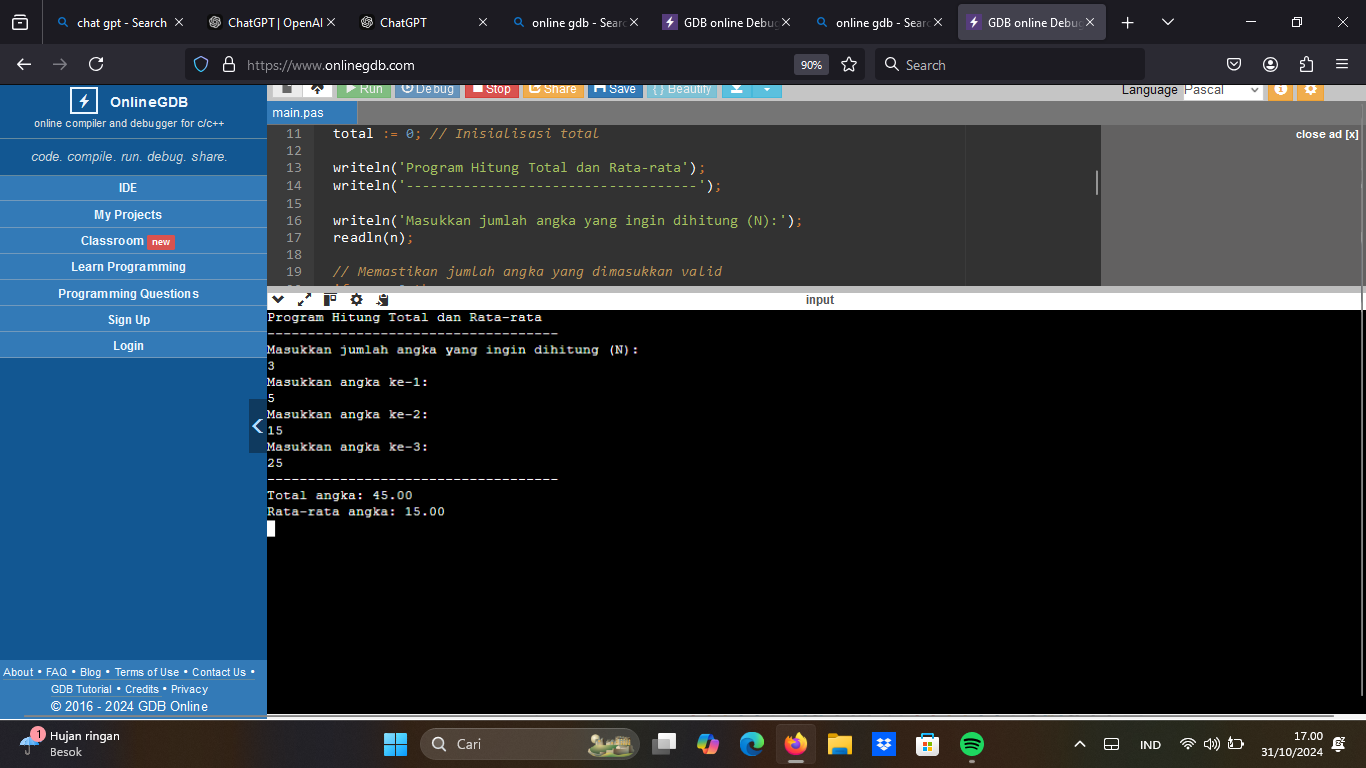 chat gpt - Search
ChatGPT | OpenAI
ChatGPT
online gdb - Sear
GDB online Debu
online gdb - Sear
GDB online Debu
https://www.onlinegdb.com
90%
Search
OnlineGDB
online compiler and debugger for c/c++
code. compile. run. debug. share.
IDE
My Projects
Classroom new
Learn Programming
Programming Questions
Sign Up
Login
About • FAQ • Blog • Terms of Use • Contact Us •
GDB Tutorial • Credits • Privacy
© 2016 - 2024 GDB Online
Run Debug Stop Share Save { } Beautify
Language Pascal
main.pas
close ad [x]
11 total := 0; // Inisialisasi total
12
13 writeln('Program Hitung Total dan Rata-rata');
14 writeln('------------------------------------');
15
16 writeln('Masukkan jumlah angka yang ingin dihitung (N):');
17 readln(n);
18
19 // Memastikan jumlah angka yang dimasukkan valid
input
Program Hitung Total dan Rata-rata
------------------------------------
Masukkan jumlah angka yang ingin dihitung (N):
3
Masukkan angka ke-1:
5
Masukkan angka ke-2:
15
Masukkan angka ke-3:
25
------------------------------------
Total angka: 45.00
Rata-rata angka: 15.00
1
Hujan ringan
Besok
Cari
IND
17.00
31/10/2024